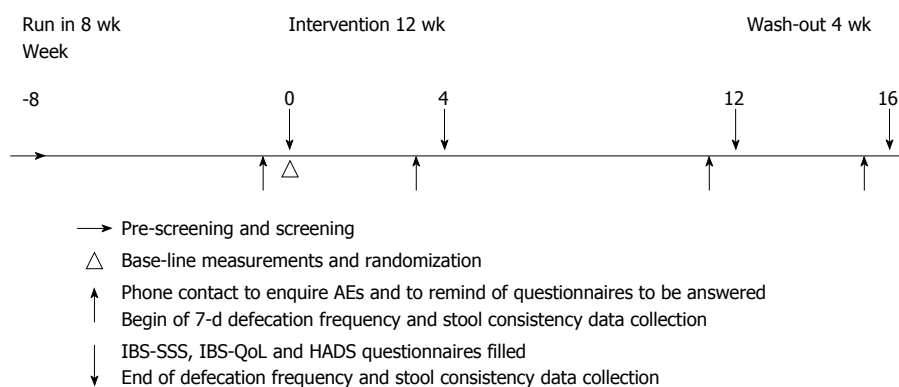 Run in 8 wk Intervention 12 wk Wash-out 4 wk
Week
-8 0 4 12 16
Pre-screening and screening
Base-line measurements and randomization
Phone contact to enquire AEs and to remind of questionnaires to be answered
Begin of 7-d defecation frequency and stool consistency data collection
IBS-SSS, IBS-QoL and HADS questionnaires filled
End of defecation frequency and stool consistency data collection